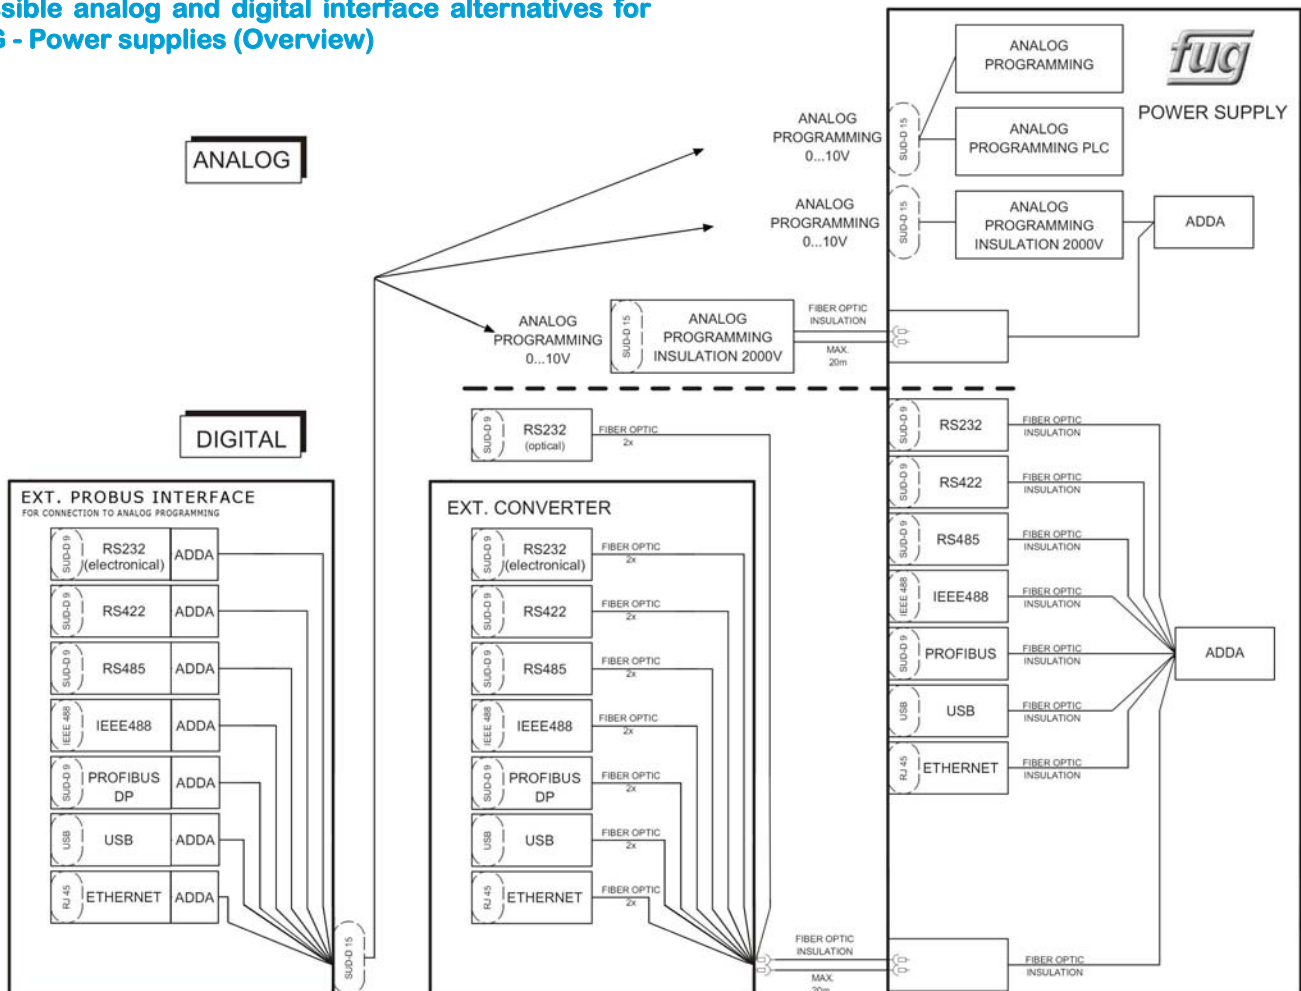 ssible analog and digital interface alternatives for
G - Power supplies (Overview)
fug
POWER SUPPLY
ANALOG
PROGRAMMING
ANALOG
PROGRAMMING
0...10V
SUD-D 15
ANALOG
PROGRAMMING PLC
ANALOG
ANALOG
PROGRAMMING
0...10V
SUD-D 15
ANALOG
PROGRAMMING
INSULATION 2000V
ADDA
ANALOG
PROGRAMMING
0...10V
SUD-D 15
ANALOG
PROGRAMMING
INSULATION 2000V
FIBER OPTIC
INSULATION
MAX.
20m
DIGITAL
SUD-D 9
RS232
(optical)
FIBER OPTIC
2x
EXT. PROBUS INTERFACE
FOR CONNECTION TO ANALOG PROGRAMMING
SUD-D 9
RS232
(electronical)
ADDA
SUD-D 9
RS422
ADDA
SUD-D 9
RS485
ADDA
IEEE 488
IEEE488
ADDA
SUD-D 9
PROFIBUS
DP
ADDA
USB
USB
ADDA
RJ 45
ETHERNET
ADDA
SUD-D 15
EXT. CONVERTER
SUD-D 9
RS232
(electronical)
FIBER OPTIC
2x
SUD-D 9
RS422
FIBER OPTIC
2x
SUD-D 9
RS485
FIBER OPTIC
2x
IEEE 488
IEEE488
FIBER OPTIC
2x
SUD-D 9
PROFIBUS
DP
FIBER OPTIC
2x
USB
USB
FIBER OPTIC
2x
RJ 45
ETHERNET
FIBER OPTIC
2x
FIBER OPTIC
INSULATION
MAX.
20m
SUD-D 9
RS232
FIBER OPTIC
INSULATION
SUD-D 9
RS422
FIBER OPTIC
INSULATION
SUD-D 9
RS485
FIBER OPTIC
INSULATION
IEEE 488
IEEE488
FIBER OPTIC
INSULATION
SUD-D 9
PROFIBUS
FIBER OPTIC
INSULATION
ADDA
USB
USB
FIBER OPTIC
INSULATION
RJ 45
ETHERNET
FIBER OPTIC
INSULATION
FIBER OPTIC
INSULATION